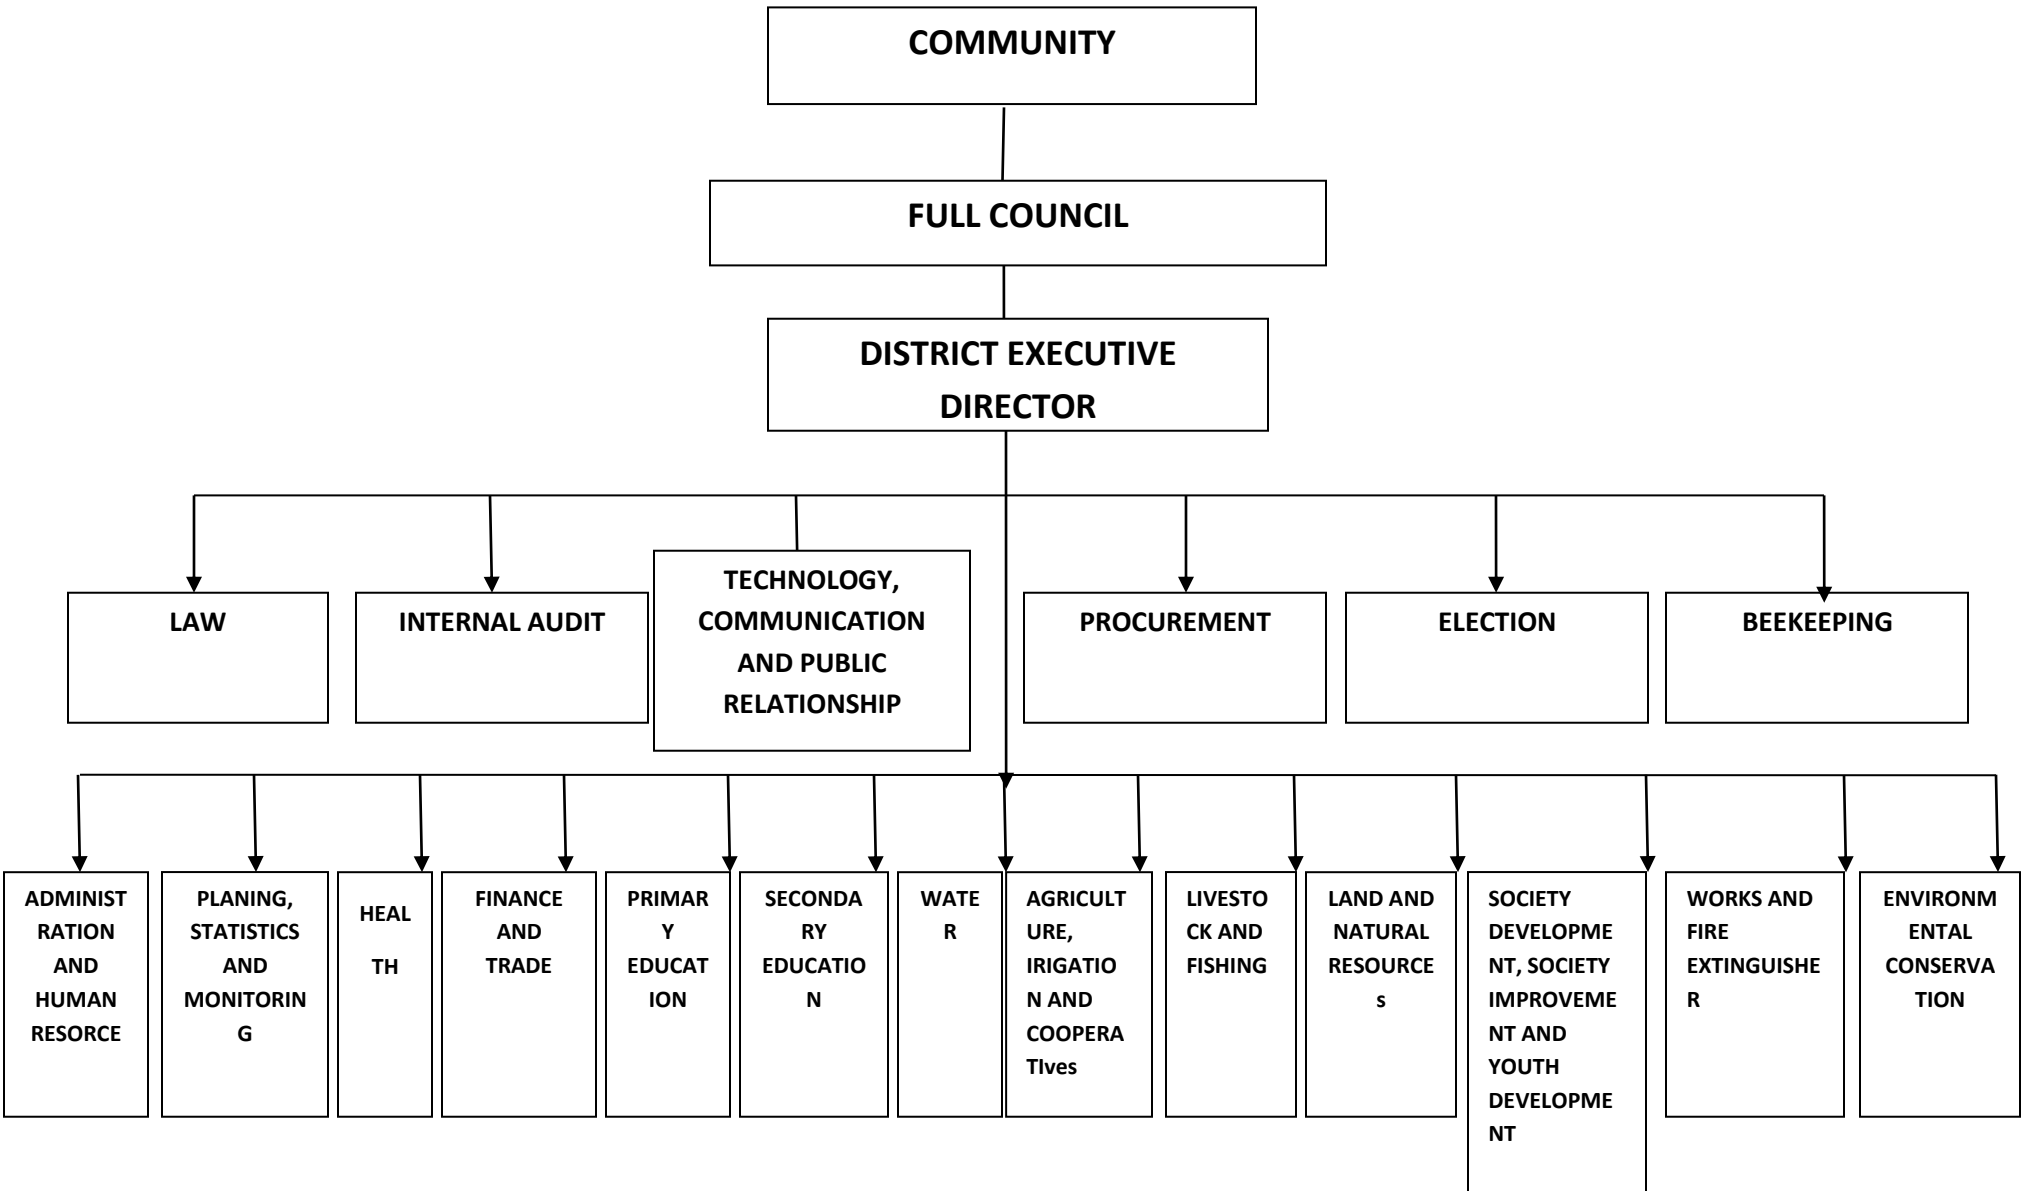 COMMUNITY
FULL COUNCIL
DISTRICT EXECUTIVE
DIRECTOR
LAW
INTERNAL AUDIT
TECHNOLOGY,
COMMUNICATION
AND PUBLIC
RELATIONSHIP
PROCUREMENT
ELECTION
BEEKEEPING
ADMINIST
RATION
AND
HUMAN
RESORCE
PLANING,
STATISTICS
AND
MONITORIN
G
HEAL
TH
FINANCE
AND
TRADE
PRIMAR
Y
EDUCAT
ION
SECONDA
RY
EDUCATIO
N
WATE
R
AGRICULT
URE,
IRIGATIO
N AND
COOPERA
TIves
LIVESTO
CK AND
FISHING
LAND AND
NATURAL
RESOURCE
s
SOCIETY
DEVELOPME
NT, SOCIETY
IMPROVEME
NT AND
YOUTH
DEVELOPME
NT
WORKS AND
FIRE
EXTINGUISHE
R
ENVIRONM
ENTAL
CONSERVA
TION